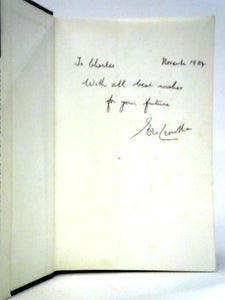 To Charles November 1984
With all best wishes
for your future